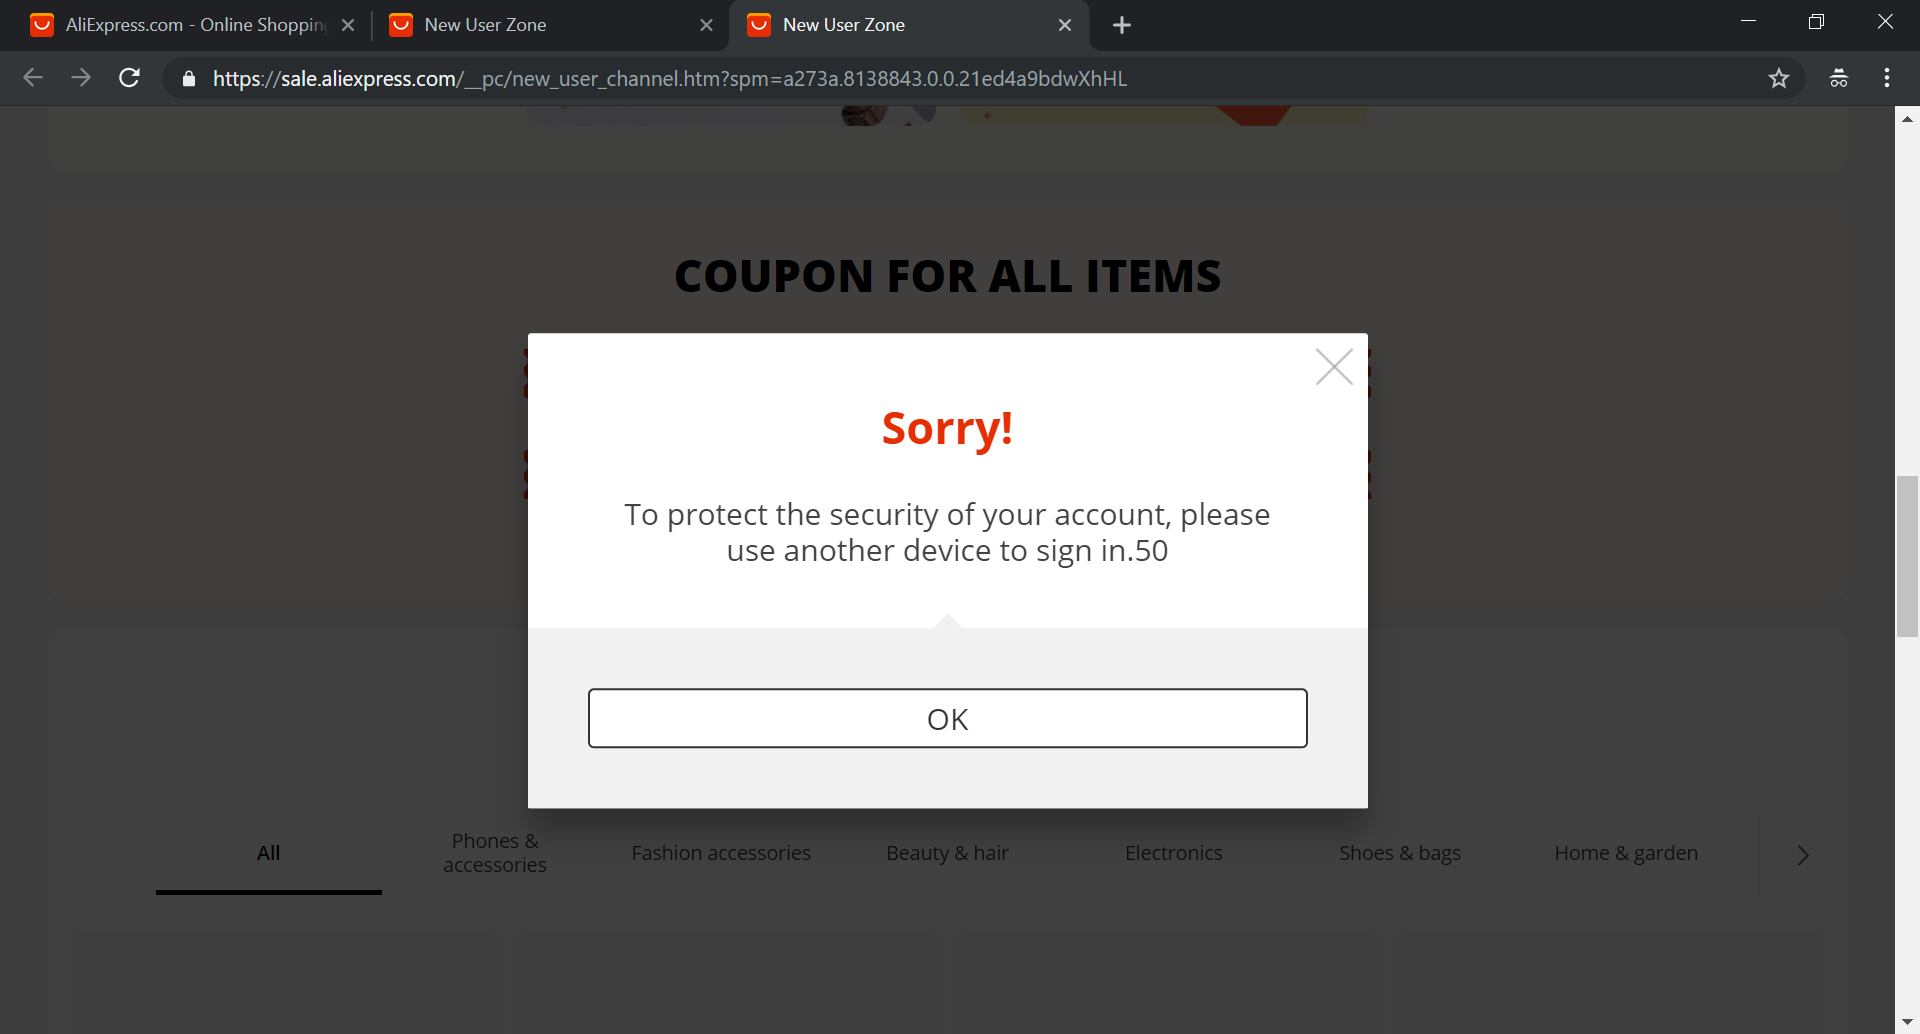 AliExpress.com - Online Shopping
New User Zone
New User Zone
https://sale.aliexpress.com/__pc/new_user_channel.htm?spm=a273a.8138843.0.0.21ed4a9bdwXhHL
COUPON FOR ALL ITEMS
Sorry!
To protect the security of your account, please
use another device to sign in.50
OK
All
Phones &
accessories
Fashion accessories
Beauty & hair
Electronics
Shoes & bags
Home & garden